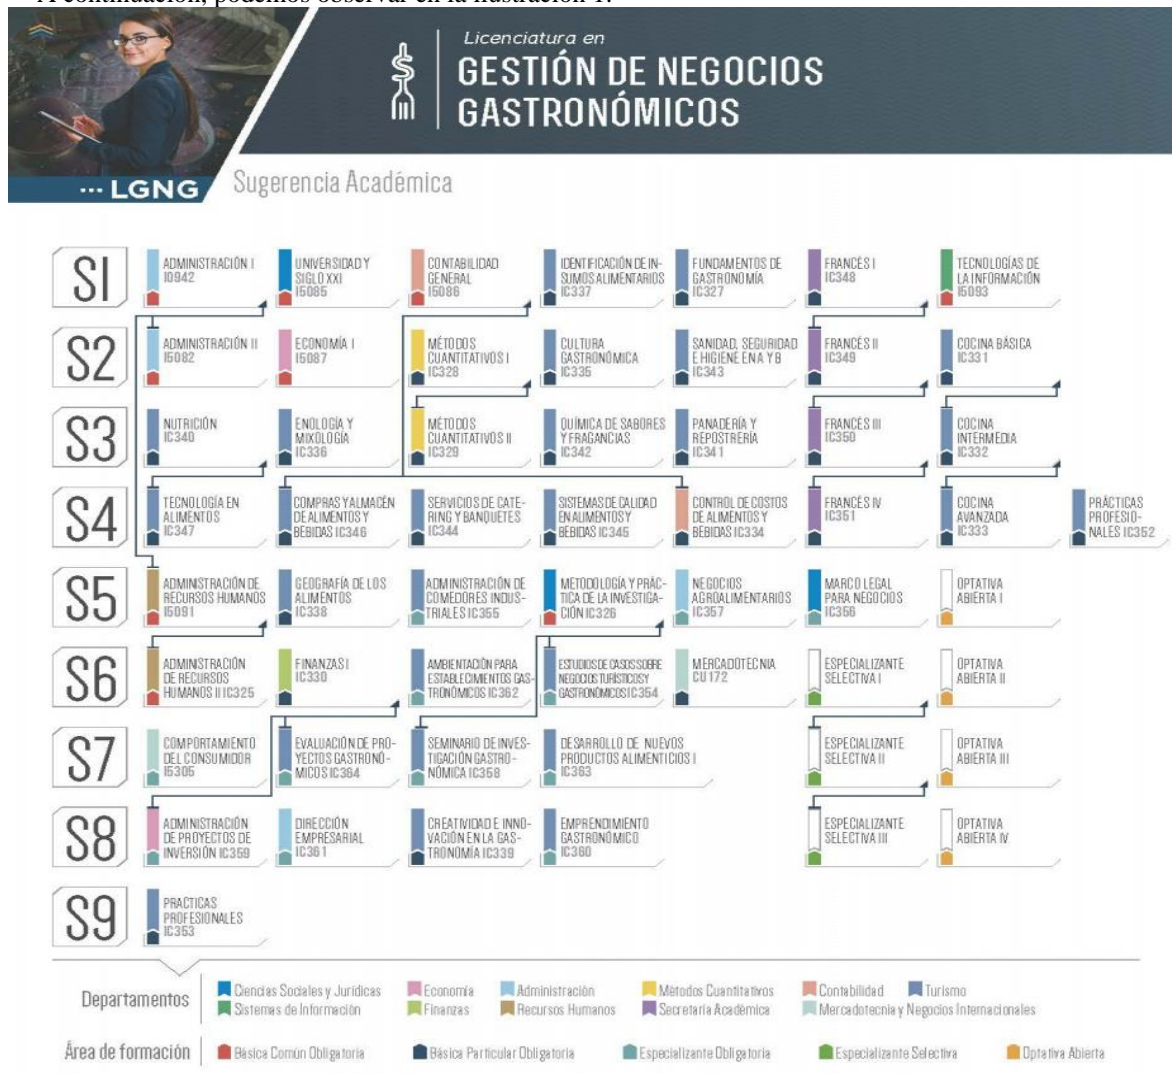 A continuación, podemos observar en la ilustración 1.
Licenciatura en
GESTIÓN DE NEGOCIOS
GASTRONÓMICOS
··· LGNG
Sugerencia Académica
S1
ADMINISTRACIÓN I
I0942
UNIVERSIDAD Y
SIGLO XXI
I5085
CONTABILIDAD
GENERAL
I5086
IDENTIFICACIÓN DE IN-
SUMOS ALIMENTARIOS
IC337
FUNDAMENTOS DE
GASTRONOMÍA
IC327
FRANCÉS I
IC348
TECNOLOGÍAS DE
LA INFORMACIÓN
I5093
S2
ADMINISTRACIÓN II
I5082
ECONOMÍA I
I5087
MÉTODOS
CUANTITATIVOS I
IC328
CULTURA
GASTRONÓMICA
IC335
SANIDAD, SEGURIDAD
E HIGIENE EN A Y B
IC343
FRANCÉS II
IC349
COCINA BÁSICA
IC331
S3
NUTRICIÓN
IC340
ENOLOGÍA Y
MIXOLOGÍA
IC336
MÉTODOS
CUANTITATIVOS II
IC329
QUÍMICA DE SABORES
Y FRAGANCIAS
IC342
PANADERÍA Y
REPOSTRERÍA
IC341
FRANCÉS III
IC350
COCINA
INTERMEDIA
IC332
S4
TECNOLOGÍA EN
ALIMENTOS
IC347
COMPRAS Y ALMACÉN
DE ALIMENTOS Y
BEBIDAS IC346
SERVICIOS DE CATE-
RING Y BANQUETES
IC344
SISTEMAS DE CALIDAD
EN ALIMENTOS Y
BEBIDAS IC345
CONTROL DE COSTOS
DE ALIMENTOS Y
BEBIDAS IC334
FRANCÉS IV
IC351
COCINA
AVANZADA
IC333
PRÁCTICAS
PROFESIO-
NALES IC352
S5
ADMINISTRACIÓN DE
RECURSOS HUMANOS
I5091
GEOGRAFÍA DE LOS
ALIMENTOS
IC338
ADMINISTRACIÓN DE
COMEDORES INDUS-
TRIALES IC355
METODOLOGÍA Y PRÁC-
TICA DE LA INVESTIGA-
CIÓN IC326
NEGOCIOS
AGROALIMENTARIOS
IC357
MARCO LEGAL
PARA NEGOCIOS
IC356
OPTATIVA
ABIERTA I
S6
ADMINISTRACIÓN
DE RECURSOS
HUMANOS II IC325
FINANZAS I
IC330
AMBIENTACIÓN PARA
ESTABLECIMIENTOS GAS-
TRONÓMICOS IC362
ESTUDIOS DE CASOS SOBRE
NEGOCIOS TURÍSTICOS Y
GASTRONÓMICOS IC354
MERCADOTECNIA
CU172
ESPECIALIZANTE
SELECTIVA I
OPTATIVA
ABIERTA II
S7
COMPORTAMIENTO
DEL CONSUMIDOR
I5305
EVALUACIÓN DE PRO-
YECTOS GASTRONÓ-
MICOS IC364
SEMINARIO DE INVES-
TIGACIÓN GASTRO-
NÓMICA IC358
DESARROLLO DE NUEVOS
PRODUCTOS ALIMENTICIOS I
IC363
ESPECIALIZANTE
SELECTIVA II
OPTATIVA
ABIERTA III
S8
ADMINISTRACIÓN
DE PROYECTOS DE
INVERSIÓN IC359
DIRECCIÓN
EMPRESARIAL
IC361
CREATIVIDAD E INNO-
VACIÓN EN LA GAS-
TRONOMÍA IC339
EMPRENDIMIENTO
GASTRONÓMICO
IC360
ESPECIALIZANTE
SELECTIVA III
OPTATIVA
ABIERTA IV
S9
PRACTICAS
PROFESIONALES
IC353
Departamentos
Ciencias Sociales y Jurídicas
Economía
Administración
Métodos Cuantitativos
Contabilidad
Turismo
Sistemas de Información
Finanzas
Recursos Humanos
Secretaría Académica
Mercadotecnia y Negocios Internacionales
Área de formación
Básica Común Obligatoria
Básica Particular Obligatoria
Especializante Obligatoria
Especializante Selectiva
Optativa Abierta